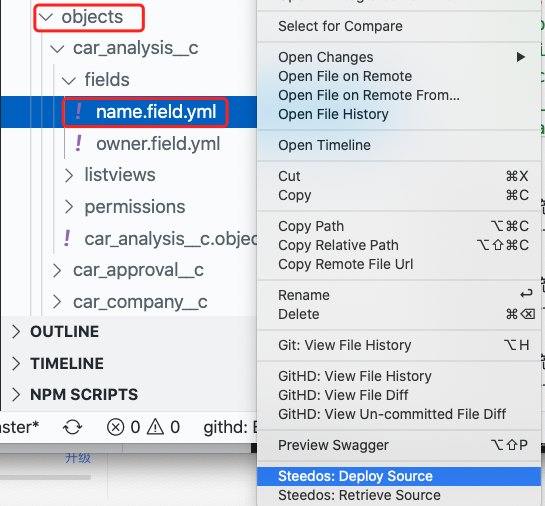 objects
car_analysis__c
fields
! name.field.yml
! owner.field.yml
listviews
permissions
! car_analysis__c.objec
car_approval__c
car_company__c
OUTLINE
TIMELINE
NPM SCRIPTS
ster* 0 0 githd: E
升级
Select for Compare
Open Changes
Open File on Remote
Open File on Remote From...
Open File History
Open Timeline
Cut ⌘X
Copy ⌘C
Copy Path ⌥⌘C
Copy Relative Path ⌥⇧⌘C
Copy Remote File Url
Rename ↩
Delete ⌘⌫
Git: View File History ⌥H
GitHD: View File History
GitHD: View File Diff
GitHD: View Un-committed File Diff
Preview Swagger ⌥⇧P
Steedos: Deploy Source
Steedos: Retrieve Source